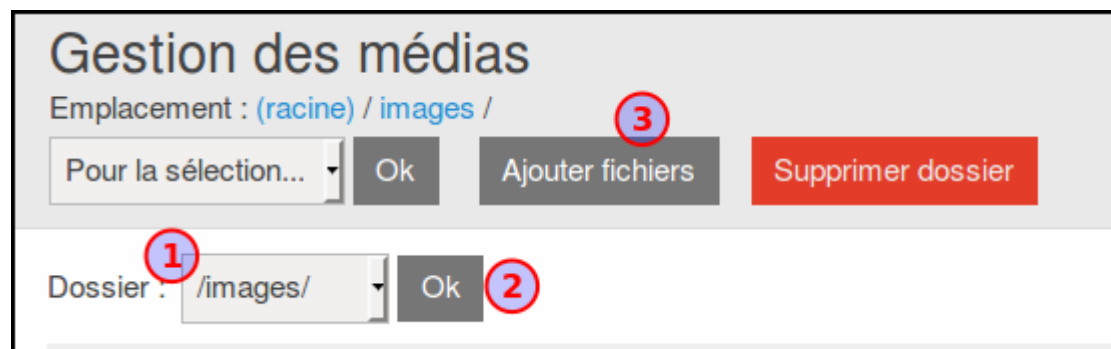 Gestion des médias
Emplacement : (racine) / images /
3
Pour la sélection... Ok Ajouter fichiers Supprimer dossier
1
Dossier : /images/ Ok 2